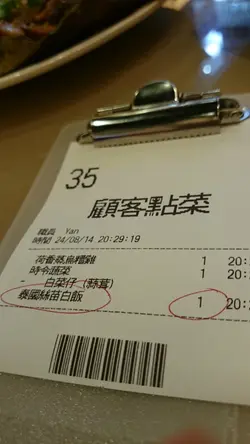 35
顧客點菜
職員 Yan
時間 24/08/14 20:29:19
荷香蒸烏糟雞 1 20:
時令蔬菜 1 20:
- 白菜仔 (蒜茸)
泰國絲苗白飯 1 20: